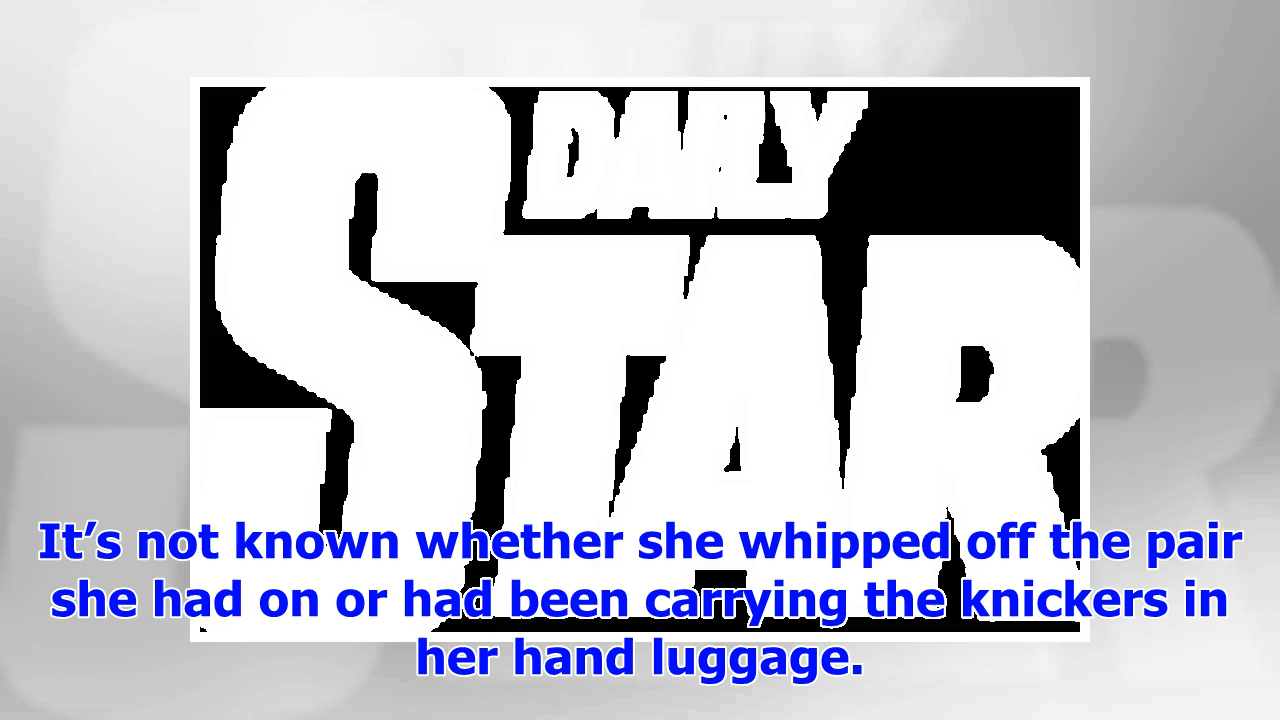 DAILY
STAR
It’s not known whether she whipped off the pair
she had on or had been carrying the knickers in
her hand luggage.